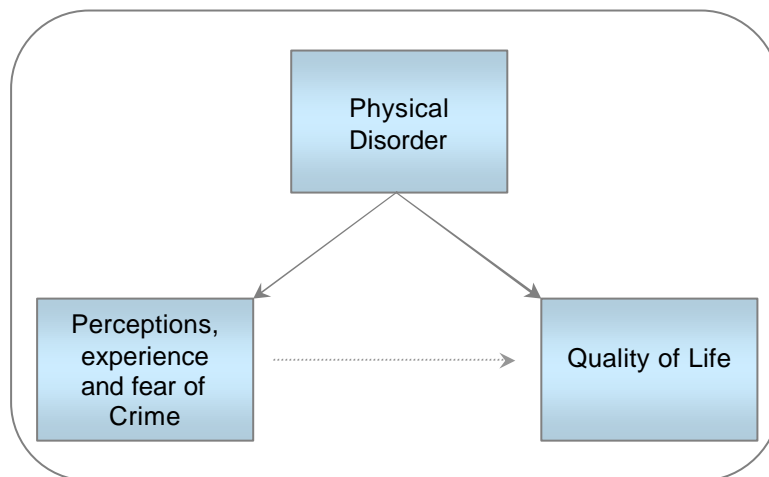 Physical
Disorder
Perceptions,
experience
and fear of
Crime
Quality of Life